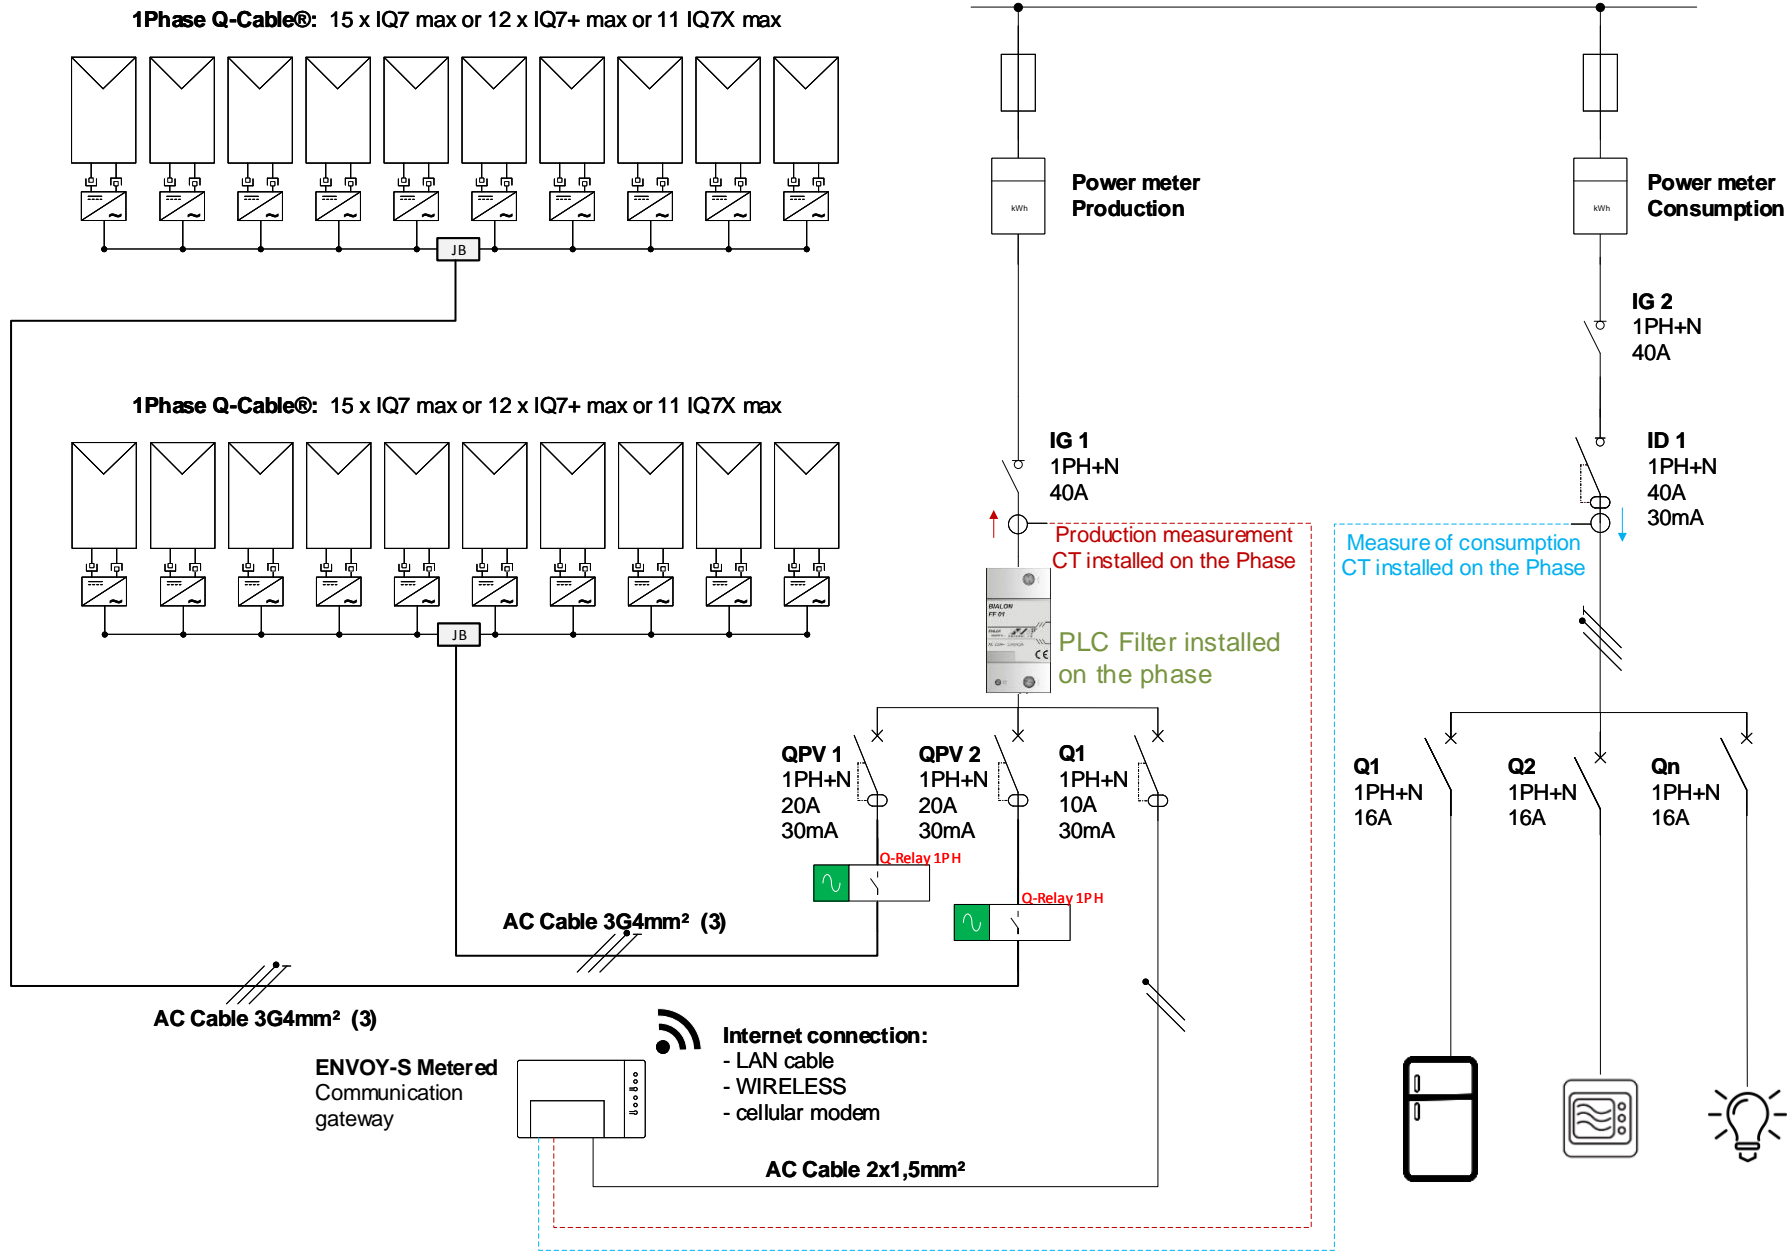 1Phase Q-Cable®: 15 x IQ7 max or 12 x IQ7+ max or 11 IQ7X max
JB
1Phase Q-Cable®: 15 x IQ7 max or 12 x IQ7+ max or 11 IQ7X max
JB
kWh
Power meter
Production
kWh
Power meter
Consumption
IG 2
1PH+N
40A
IG 1
1PH+N
40A
ID 1
1PH+N
40A
30mA
Production measurement
CT installed on the Phase
Measure of consumption
CT installed on the Phase
BIALON
FF 01
CE
PLC Filter installed
on the phase
QPV 1
1PH+N
20A
30mA
QPV 2
1PH+N
20A
30mA
Q1
1PH+N
10A
30mA
Q1
1PH+N
16A
Q2
1PH+N
16A
Qn
1PH+N
16A
Q-Relay 1PH
Q-Relay 1PH
AC Cable 3G4mm² (3)
AC Cable 3G4mm² (3)
ENVOY-S Metered
Communication
gateway
Internet connection:
- LAN cable
- WIRELESS
- cellular modem
AC Cable 2x1,5mm²